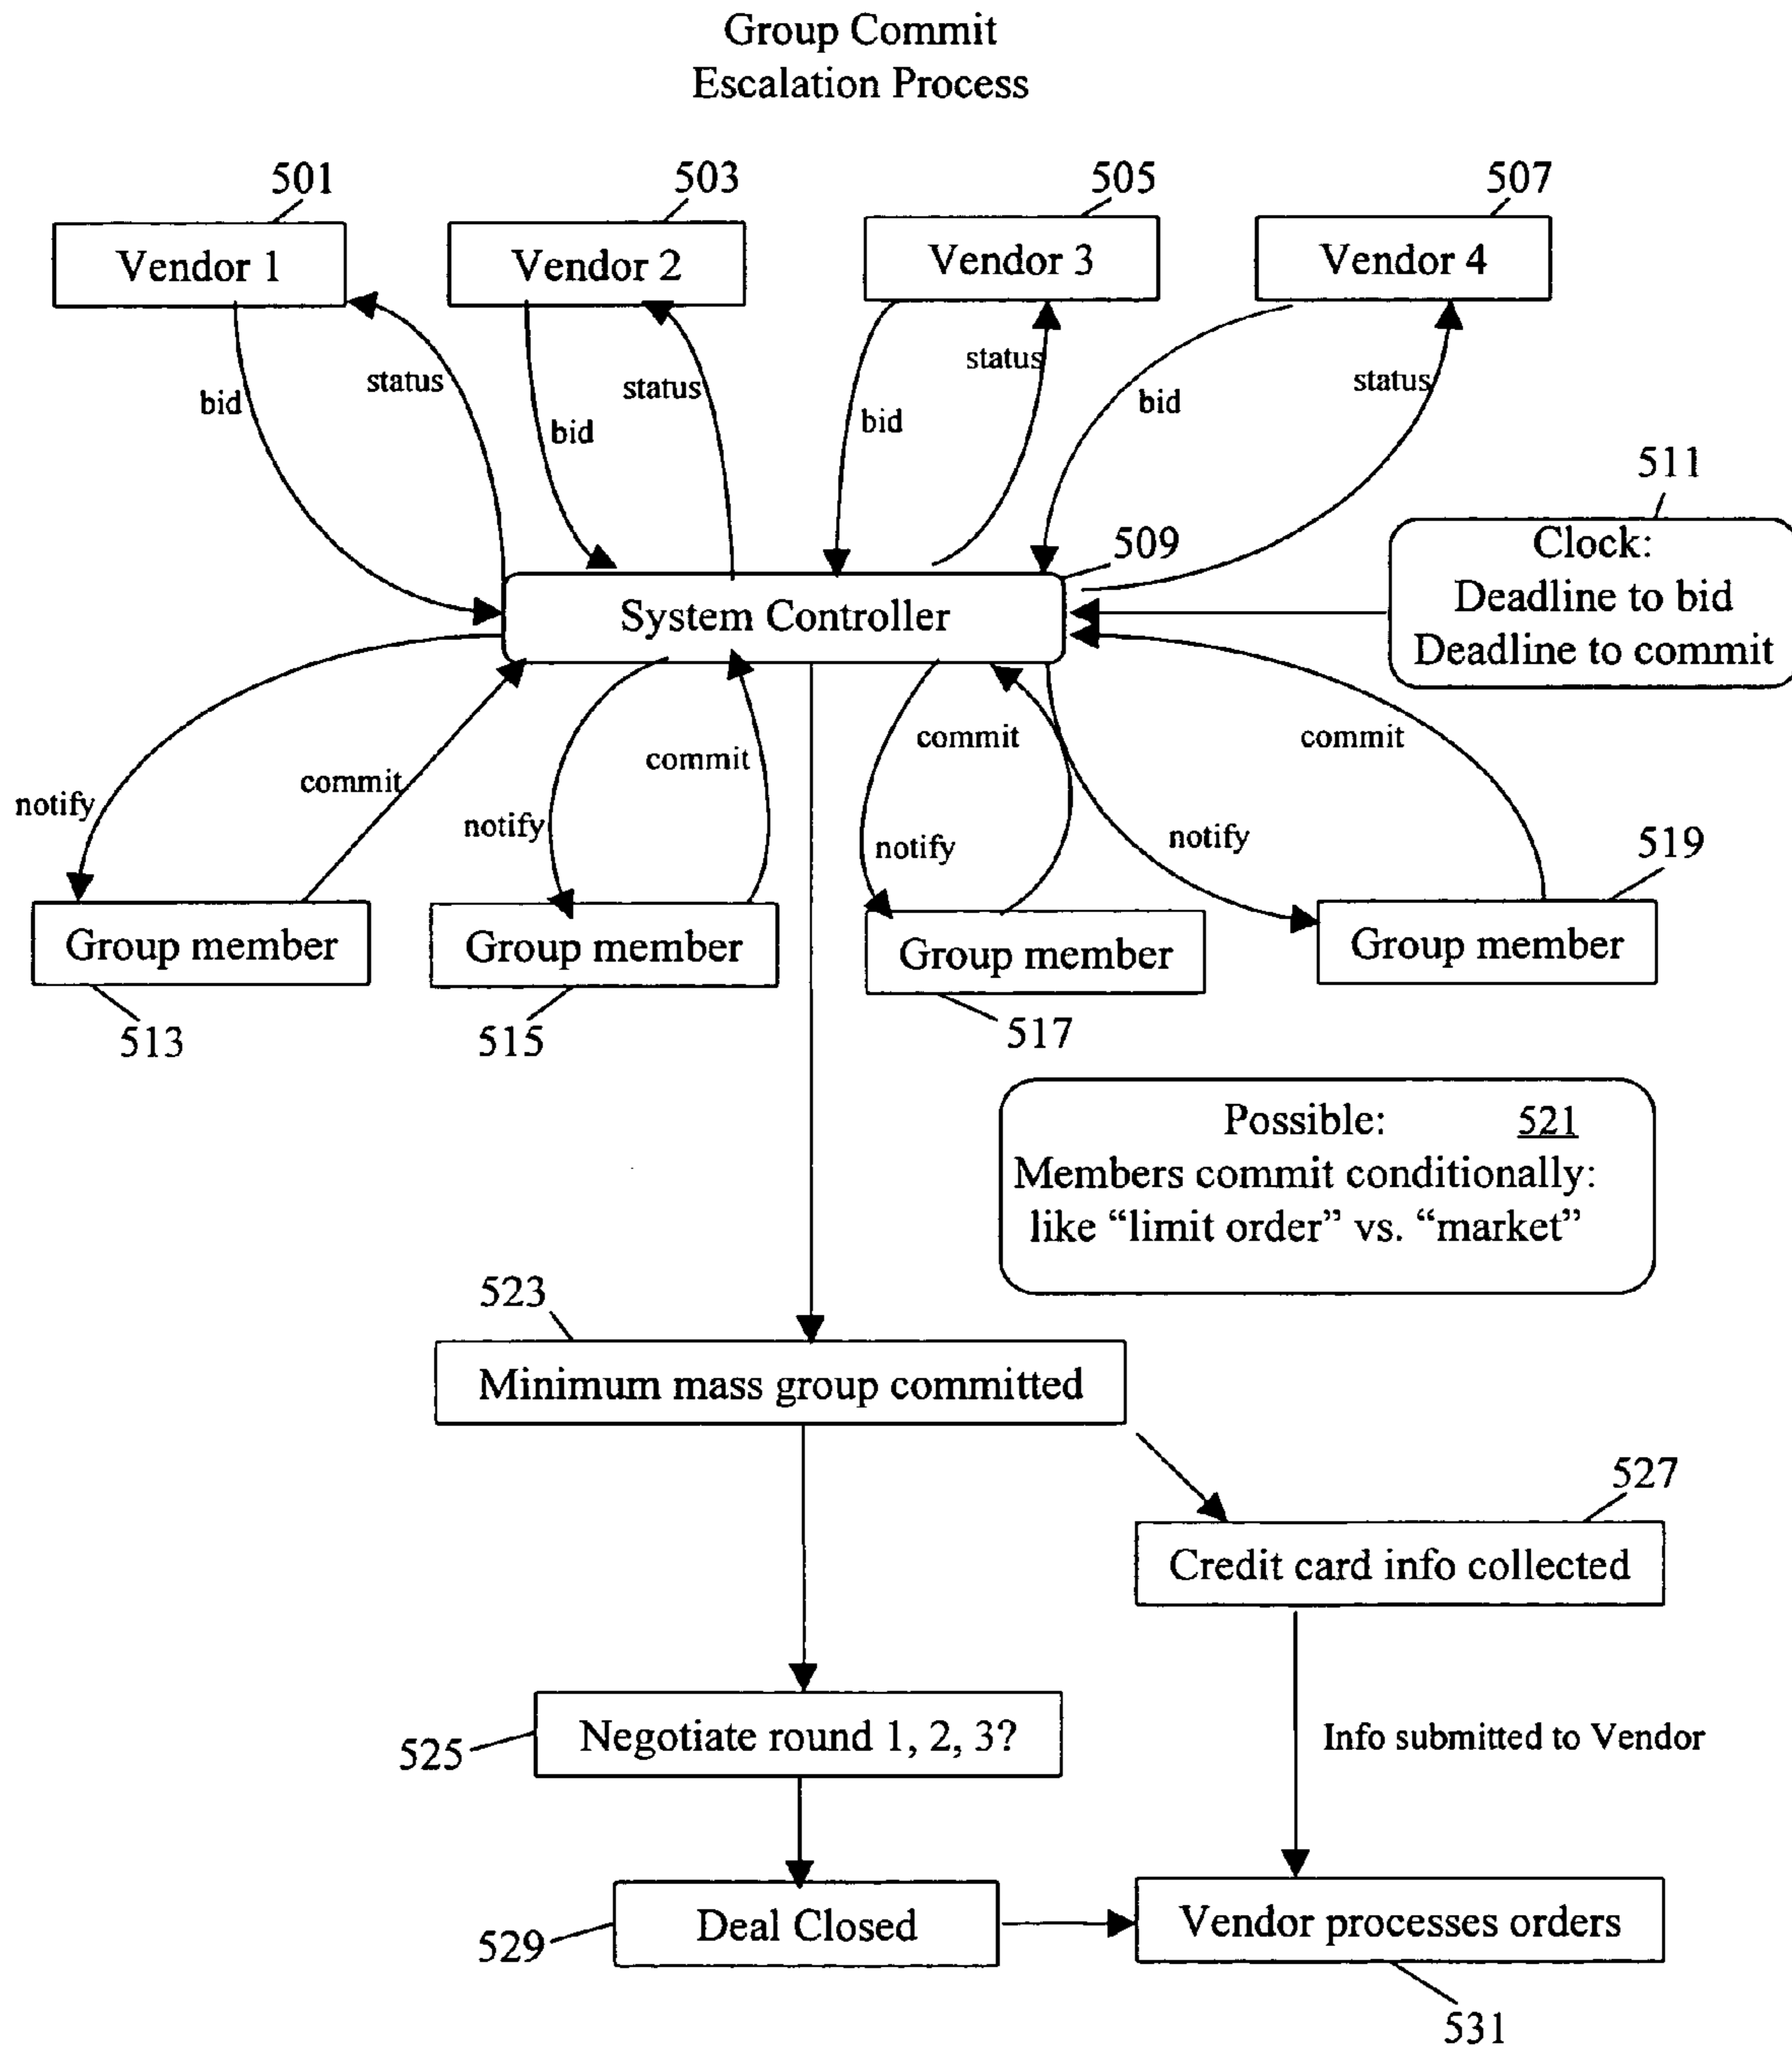 Group Commit
Escalation Process
501
503
505
507
Vendor 1
Vendor 2
Vendor 3
Vendor 4
bid
status
bid
status
bid
status
bid
status
511
Clock:
Deadline to bid
Deadline to commit
509
System Controller
notify
commit
notify
commit
notify
commit
notify
commit
519
Group member
Group member
Group member
Group member
513
515
517
Possible: 521
Members commit conditionally:
like “limit order” vs. “market”
523
Minimum mass group committed
527
Credit card info collected
525
Negotiate round 1, 2, 3?
Info submitted to Vendor
529
Deal Closed
Vendor processes orders
531